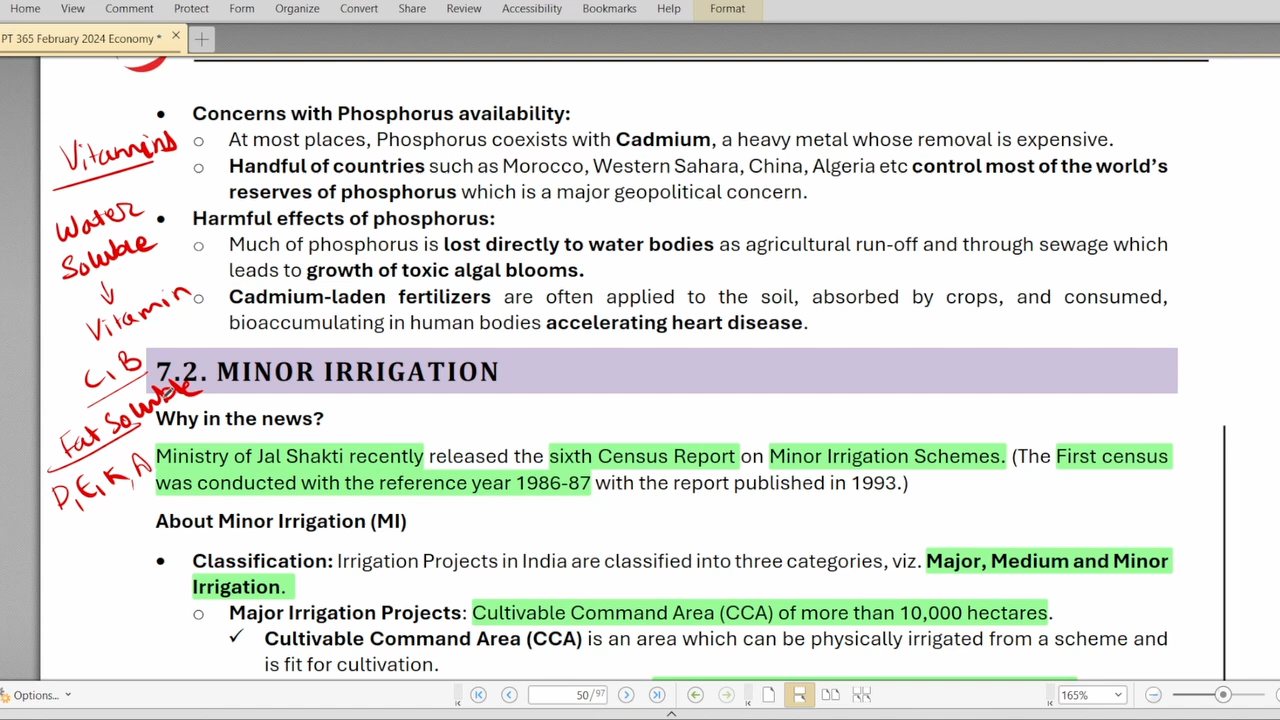 Home View Comment Page Form Organize Convert Share Review Accessibility Bookmarks Help Format
PT 365 February 2024 Economy *
• Concerns with Phosphorus availability:
○ At most places, Phosphorus coexists with Cadmium, a heavy metal whose removal is expensive.
○ Handful of countries such as Morocco, Western Sahara, China, Algeria etc control most of the world’s
reserves of phosphorus which is a major geopolitical concern.
• Harmful effects of phosphorus:
○ Much of phosphorus is lost directly to water bodies as agricultural run-off and through sewage which
leads to growth of toxic algal blooms.
○ Cadmium-laden fertilizers are often applied to the soil, absorbed by crops, and consumed,
bioaccumulating in human bodies accelerating heart disease.
Vitamins
Water
Soluble
↓
Vitamin
C, B
Fat Soluble
D, E, K, A
7.2. MINOR IRRIGATION
Why in the news?
Ministry of Jal Shakti recently released the sixth Census Report on Minor Irrigation Schemes. (The First census
was conducted with the reference year 1986-87 with the report published in 1993.)
About Minor Irrigation (MI)
• Classification: Irrigation Projects in India are classified into three categories, viz. Major, Medium and Minor
Irrigation.
○ Major Irrigation Projects: Cultivable Command Area (CCA) of more than 10,000 hectares.
✓ Cultivable Command Area (CCA) is an area which can be physically irrigated from a scheme and
is fit for cultivation.
Options... 50 / 97 165%